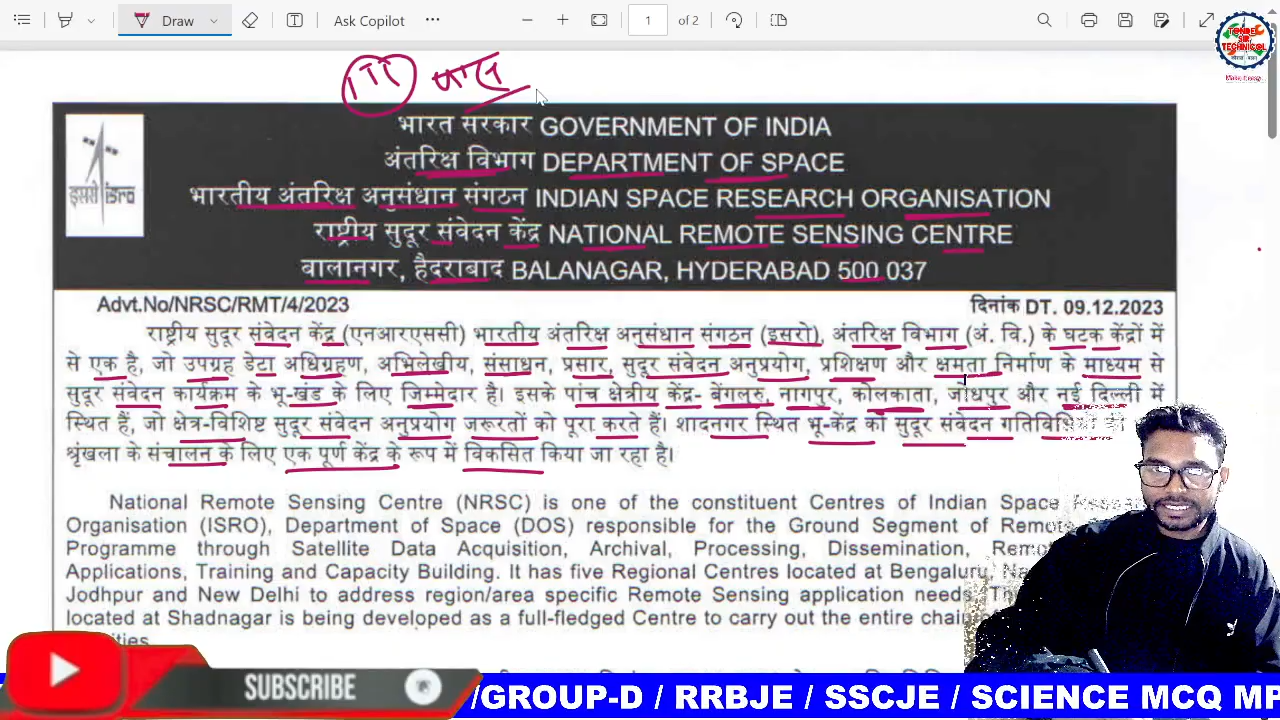 Draw
Ask Copilot
1 of 2
ITI पास
TONDE SIR TECHNICAL
भारत सरकार GOVERNMENT OF INDIA
अंतरिक्ष विभाग DEPARTMENT OF SPACE
भारतीय अंतरिक्ष अनुसंधान संगठन INDIAN SPACE RESEARCH ORGANISATION
राष्ट्रीय सुदूर संवेदन केंद्र NATIONAL REMOTE SENSING CENTRE
बालानगर, हैदराबाद BALANAGAR, HYDERABAD 500 037
इसरो isro
Advt.No/NRSC/RMT/4/2023 दिनांक DT. 09.12.2023
राष्ट्रीय सुदूर संवेदन केंद्र (एनआरएससी) भारतीय अंतरिक्ष अनुसंधान संगठन (इसरो), अंतरिक्ष विभाग (अं. वि.) के घटक केंद्रों में
से एक है, जो उपग्रह डेटा अधिग्रहण, अभिलेखीय, संसाधन, प्रसार, सुदूर संवेदन अनुप्रयोग, प्रशिक्षण और क्षमता निर्माण के माध्यम से
सुदूर संवेदन कार्यक्रम के भू-खंड के लिए जिम्मेदार है। इसके पांच क्षेत्रीय केंद्र- बेंगलुरु, नागपुर, कोलकाता, जोधपुर और नई दिल्ली में
स्थित हैं, जो क्षेत्र-विशिष्ट सुदूर संवेदन अनुप्रयोग जरूरतों को पूरा करते हैं। शादनगर स्थित भू-केंद्र को सुदूर संवेदन
श्रृंखला के संचालन के लिए एक पूर्ण केंद्र के रूप में विकसित किया जा रहा है।
National Remote Sensing Centre (NRSC) is one of the constituent Centres of Indian Space
Organisation (ISRO), Department of Space (DOS) responsible for the Ground Segment of
Programme through Satellite Data Acquisition, Archival, Processing, Dissemination,
Applications, Training and Capacity Building. It has five Regional Centres located at Bengaluru,
Jodhpur and New Delhi to address region/area specific Remote Sensing application needs.
located at Shadnagar is being developed as a full-fledged Centre to carry out the entire
SUBSCRIBE
/GROUP-D / RRBJE / SSCJE / SCIENCE MCQ MP